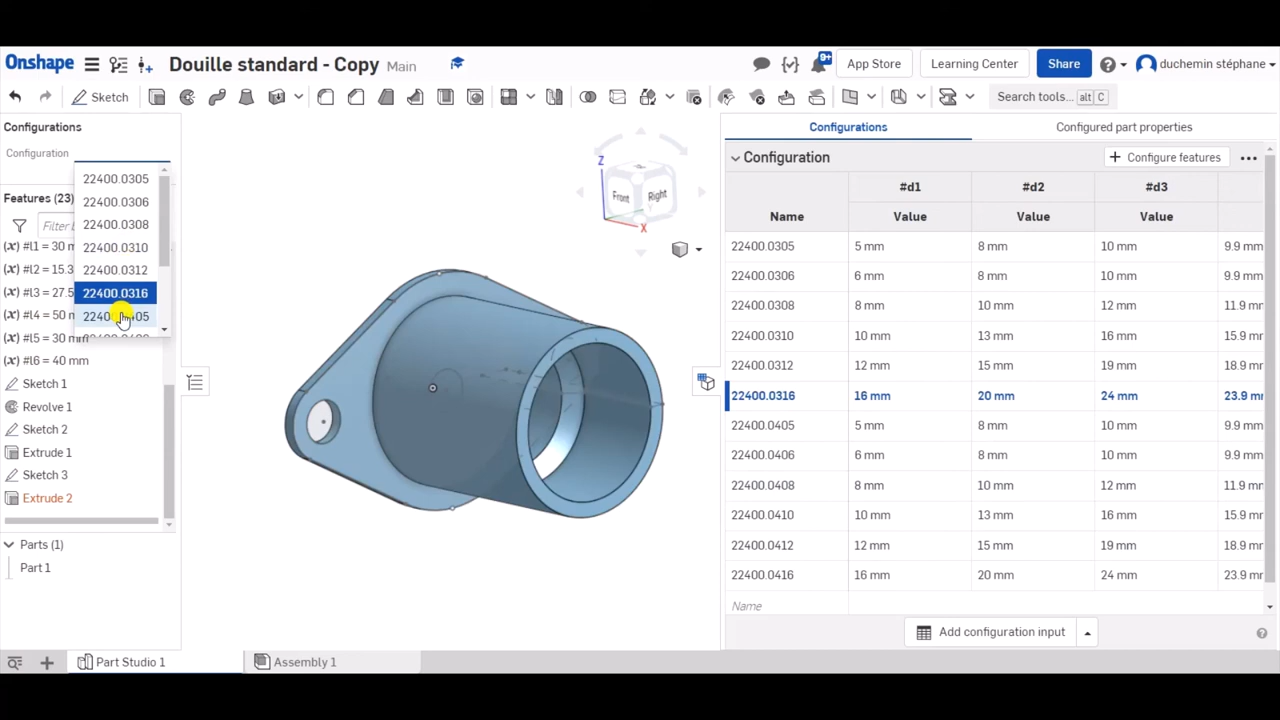 Onshape
Douille standard - Copy Main
9+
App Store
Learning Center
Share
duchemin stéphane
Sketch
Search tools... alt C
Configurations
Configuration
22400.0305
22400.0306
22400.0308
22400.0310
22400.0312
22400.0316
Features (23)
#l1 = 30
#l2 = 15.3
#l3 = 27.5
#l4 = 50
#l5 = 30 mm
#l6 = 40 mm
Sketch 1
Revolve 1
Sketch 2
Extrude 1
Sketch 3
Extrude 2
Parts (1)
Part 1
Z
Front
Right
X
Configurations
Configured part properties
Configuration
Configure features
#d1 #d2 #d3
Name Value Value Value
22400.0305 5 mm 8 mm 10 mm 9.9 mm
22400.0306 6 mm 8 mm 10 mm 9.9 mm
22400.0308 8 mm 10 mm 12 mm 11.9 mm
22400.0310 10 mm 13 mm 16 mm 15.9 mm
22400.0312 12 mm 15 mm 19 mm 18.9 mm
22400.0316 16 mm 20 mm 24 mm 23.9 mm
22400.0405 5 mm 8 mm 10 mm 9.9 mm
22400.0406 6 mm 8 mm 10 mm 9.9 mm
22400.0408 8 mm 10 mm 12 mm 11.9 mm
22400.0410 10 mm 13 mm 16 mm 15.9 mm
22400.0412 12 mm 15 mm 19 mm 18.9 mm
22400.0416 16 mm 20 mm 24 mm 23.9 mm
Name
Add configuration input
Part Studio 1
Assembly 1